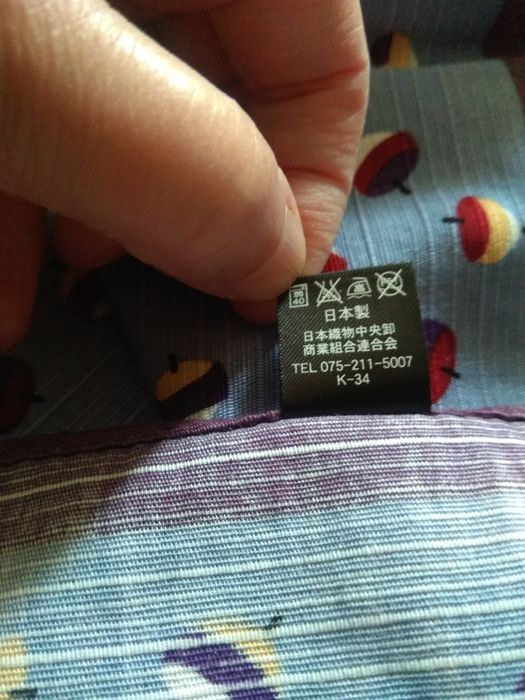 日本製
日本織物中央卸
商業組合連合会
TEL 075-211-5007
K-34